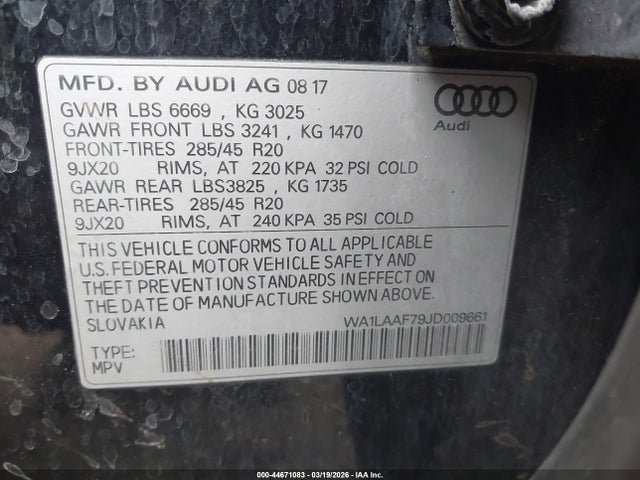 MFD. BY AUDI AG 08 17
GVWR LBS 6669 , KG 3025
GAWR FRONT LBS 3241 , KG 1470
FRONT-TIRES 285/45 R20
9JX20 RIMS, AT 220 KPA 32 PSI COLD
GAWR REAR LBS3825 , KG 1735
REAR-TIRES 285/45 R20
9JX20 RIMS, AT 240 KPA 35 PSI COLD
Audi
THIS VEHICLE CONFORMS TO ALL APPLICABLE
U.S. FEDERAL MOTOR VEHICLE SAFETY AND
THEFT PREVENTION STANDARDS IN EFFECT ON
THE DATE OF MANUFACTURE SHOWN ABOVE.
SLOVAKIA WA1LAAF79JD009661
TYPE:
MPV
000-44671083 | 03/19/2026 - IAA Inc.